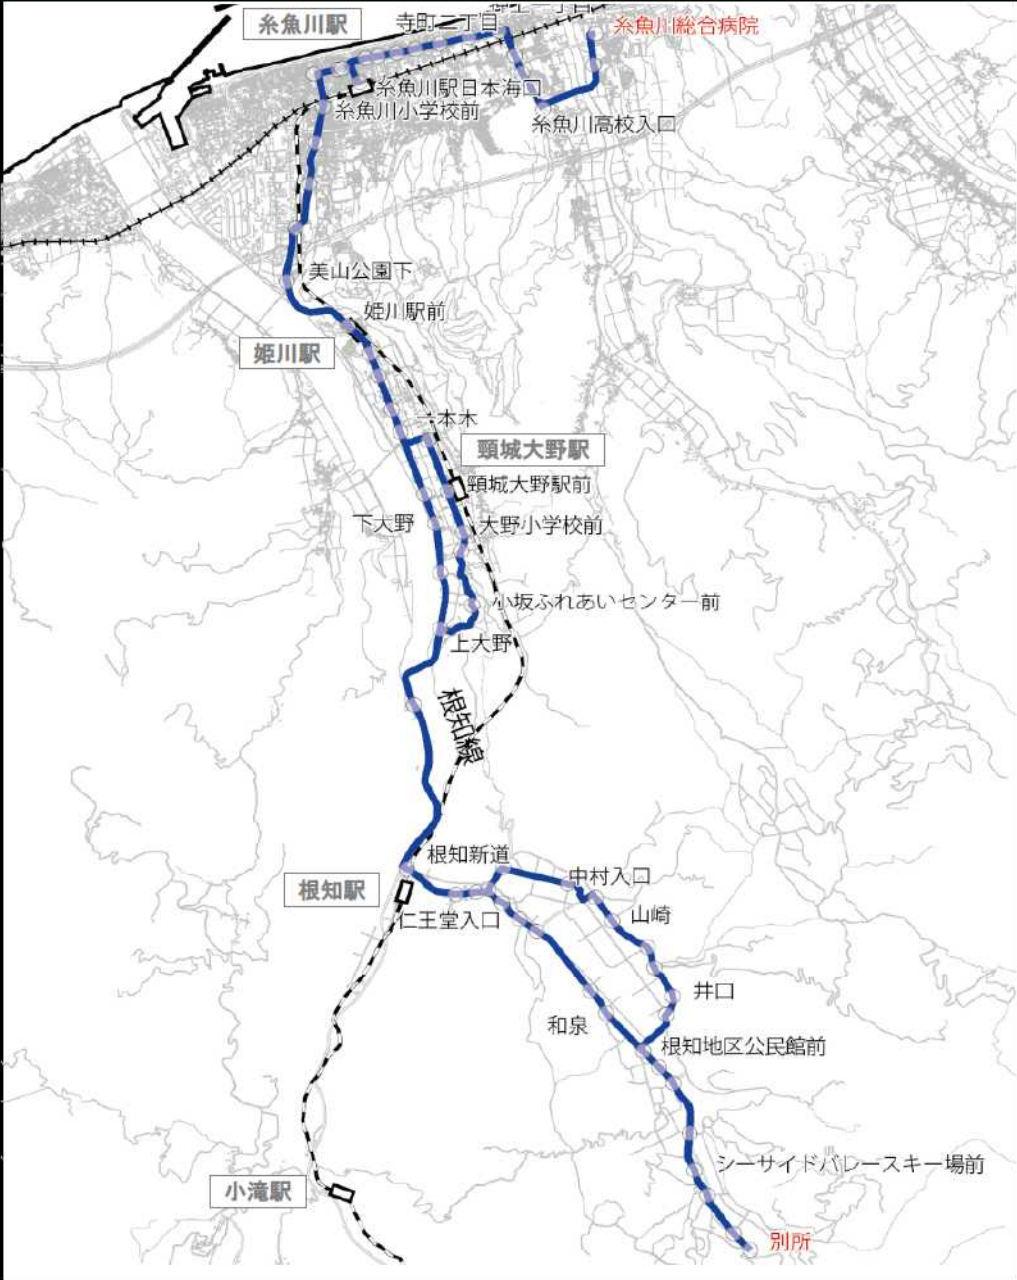 糸魚川駅
寺町二丁目
糸魚川総合病院
糸魚川駅日本海口
糸魚川小学校前
糸魚川高校入口
美山公園下
姫川駅前
姫川駅
一本木
頸城大野駅
頸城大野駅前
下大野
大野小学校前
小坂ふれあいセンター前
上大野
根知線
根知新道
根知駅
中村入口
仁王堂入口
山崎
井口
和泉
根知地区公民館前
シーサイドバレースキー場前
小滝駅
別所